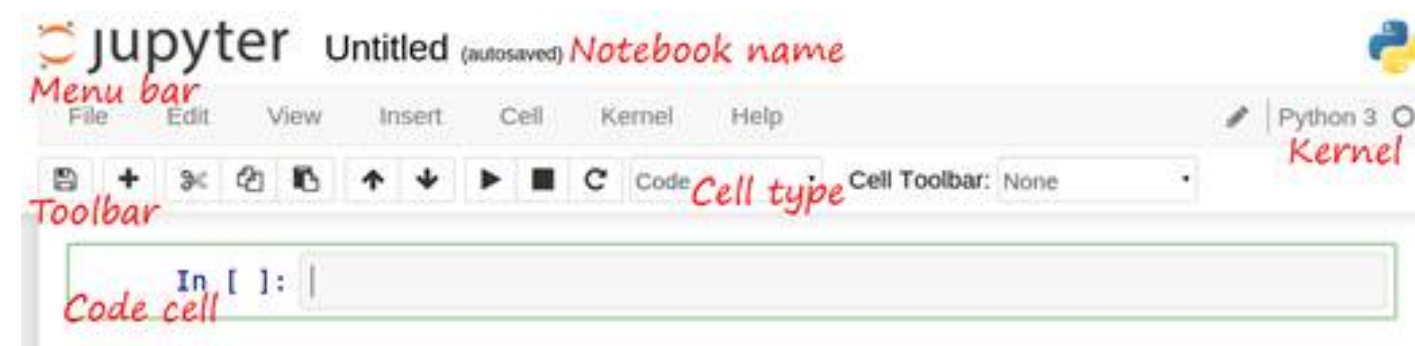 jupyter Untitled (autosaved) Notebook name
Menu bar
File Edit View Insert Cell Kernel Help Python 3
Kernel
Code Cell type Cell Toolbar: None
Toolbar
In [ ]:
Code cell